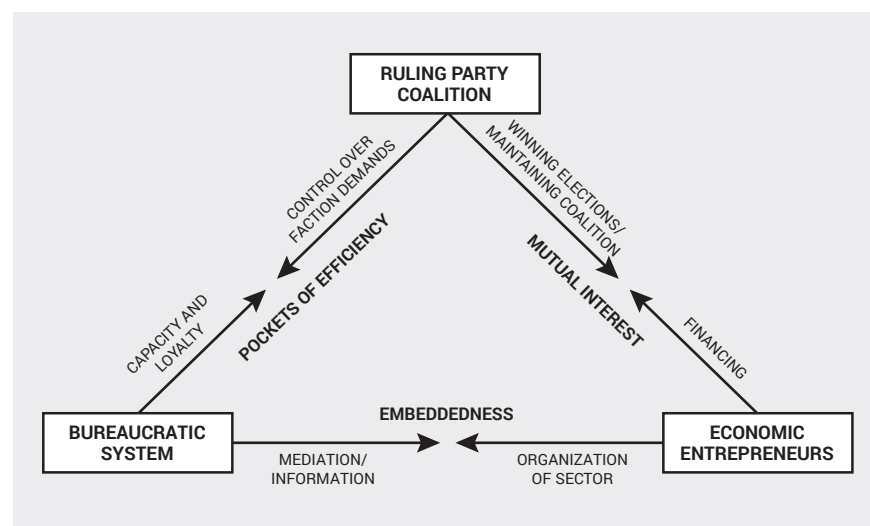 RULING PARTY
COALITION
CONTROL OVER
FACTION DEMANDS
WINNING ELECTIONS/
MAINTAINING COALITION
POCKETS OF EFFICIENCY
MUTUAL INTEREST
CAPACITY AND
LOYALTY
FINANCING
EMBEDDEDNESS
BUREAUCRATIC
SYSTEM
MEDIATION/
INFORMATION
ORGANIZATION
OF SECTOR
ECONOMIC
ENTREPRENEURS